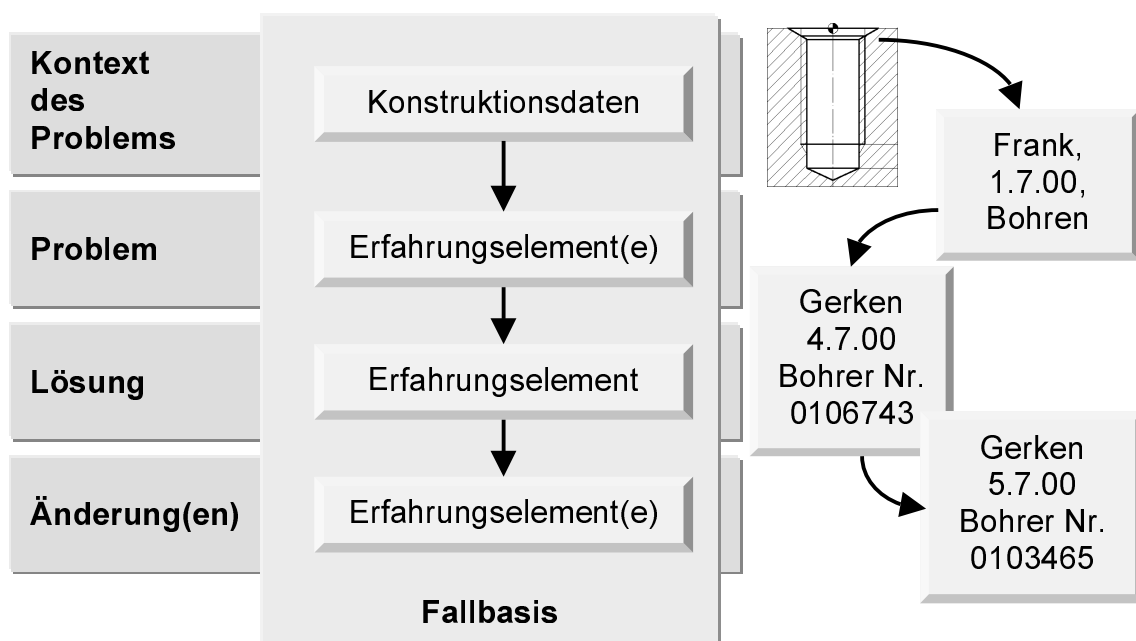 Kontext
des
Problems
Konstruktionsdaten
Problem
Erfahrungselement(e)
Lösung
Erfahrungselement
Änderung(en)
Erfahrungselement(e)
Fallbasis
Frank,
1.7.00,
Bohren
Gerken
4.7.00
Bohrer Nr.
0106743
Gerken
5.7.00
Bohrer Nr.
0103465